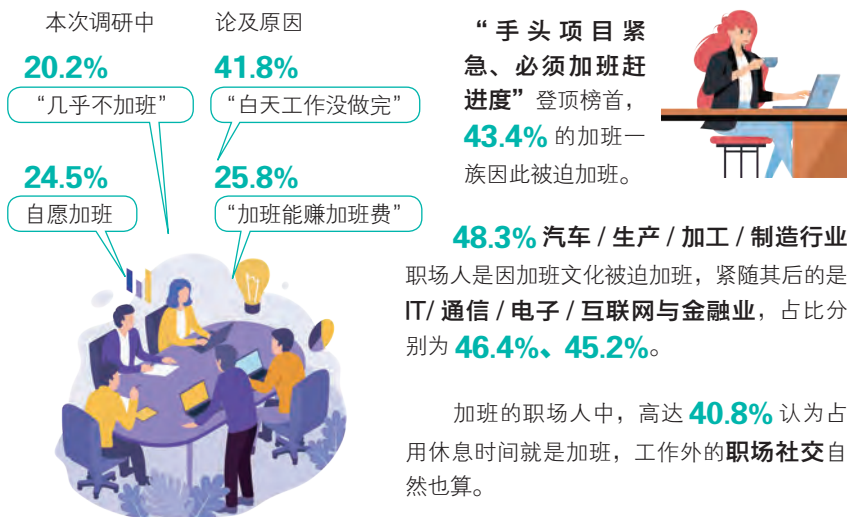 本次调研中
论及原因
20.2%
41.8%
“几乎不加班”
“白天工作没做完”
24.5%
25.8%
自愿加班
“加班能赚加班费”
“手头项目紧
急、必须加班赶
进度”登顶榜首，
43.4% 的加班一
族因此被迫加班。
48.3% 汽车 / 生产 / 加工 / 制造行业
职场人是因加班文化被迫加班，紧随其后的是
IT/ 通信 / 电子 / 互联网与金融业，占比分
别为 46.4%、45.2%。
加班的职场人中，高达 40.8% 认为占
用休息时间就是加班，工作外的职场社交自
然也算。